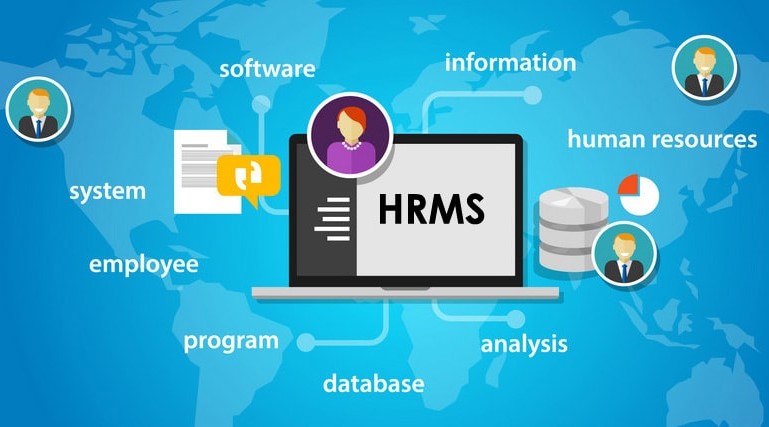 information
software
human resources
system
HRMS
employee
program
analysis
database